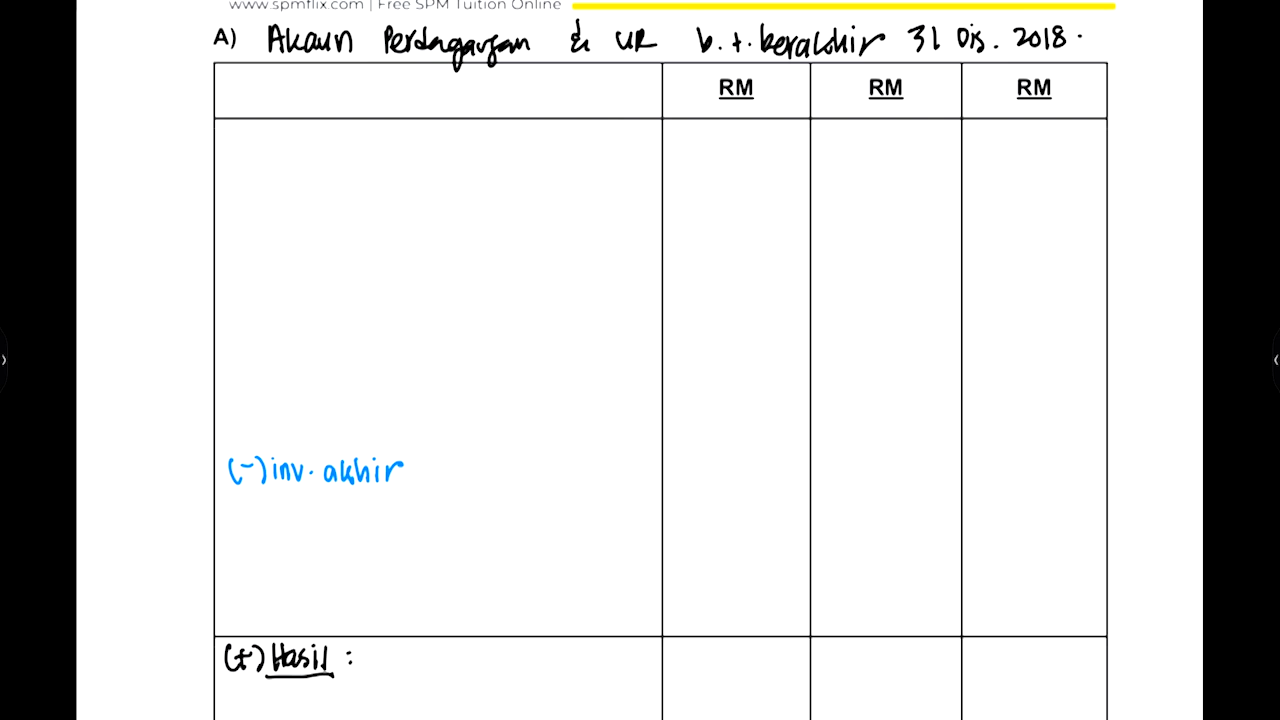 www.spmflix.com | Free SPM Tuition Online
A) Akaun Perdagangan & UR b.t. berakhir 31 Dis. 2018.
RM RM RM
(-) inv. akhir
(+) Hasil :